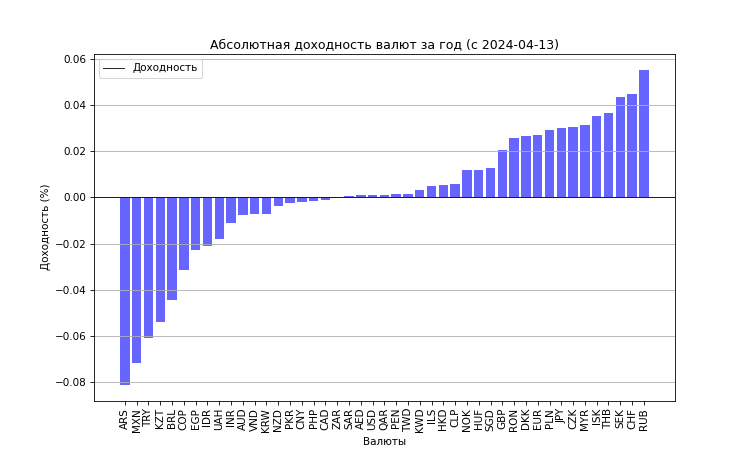 Абсолютная доходность валют за год (с 2024-04-13)
Доходность
0.06
0.04
0.02
0.00
−0.02
−0.04
−0.06
−0.08
Доходность (%)
ARS
MXN
TRY
KZT
BRL
COP
EGP
IDR
UAH
INR
AUD
VND
KRW
NZD
PKR
CNY
PHP
CAD
ZAR
SAR
AED
USD
QAR
PEN
TWD
KWD
ILS
HKD
CLP
NOK
HUF
SGD
GBP
RON
DKK
EUR
PLN
JPY
CZK
MYR
ISK
THB
SEK
CHF
RUB
Валюты